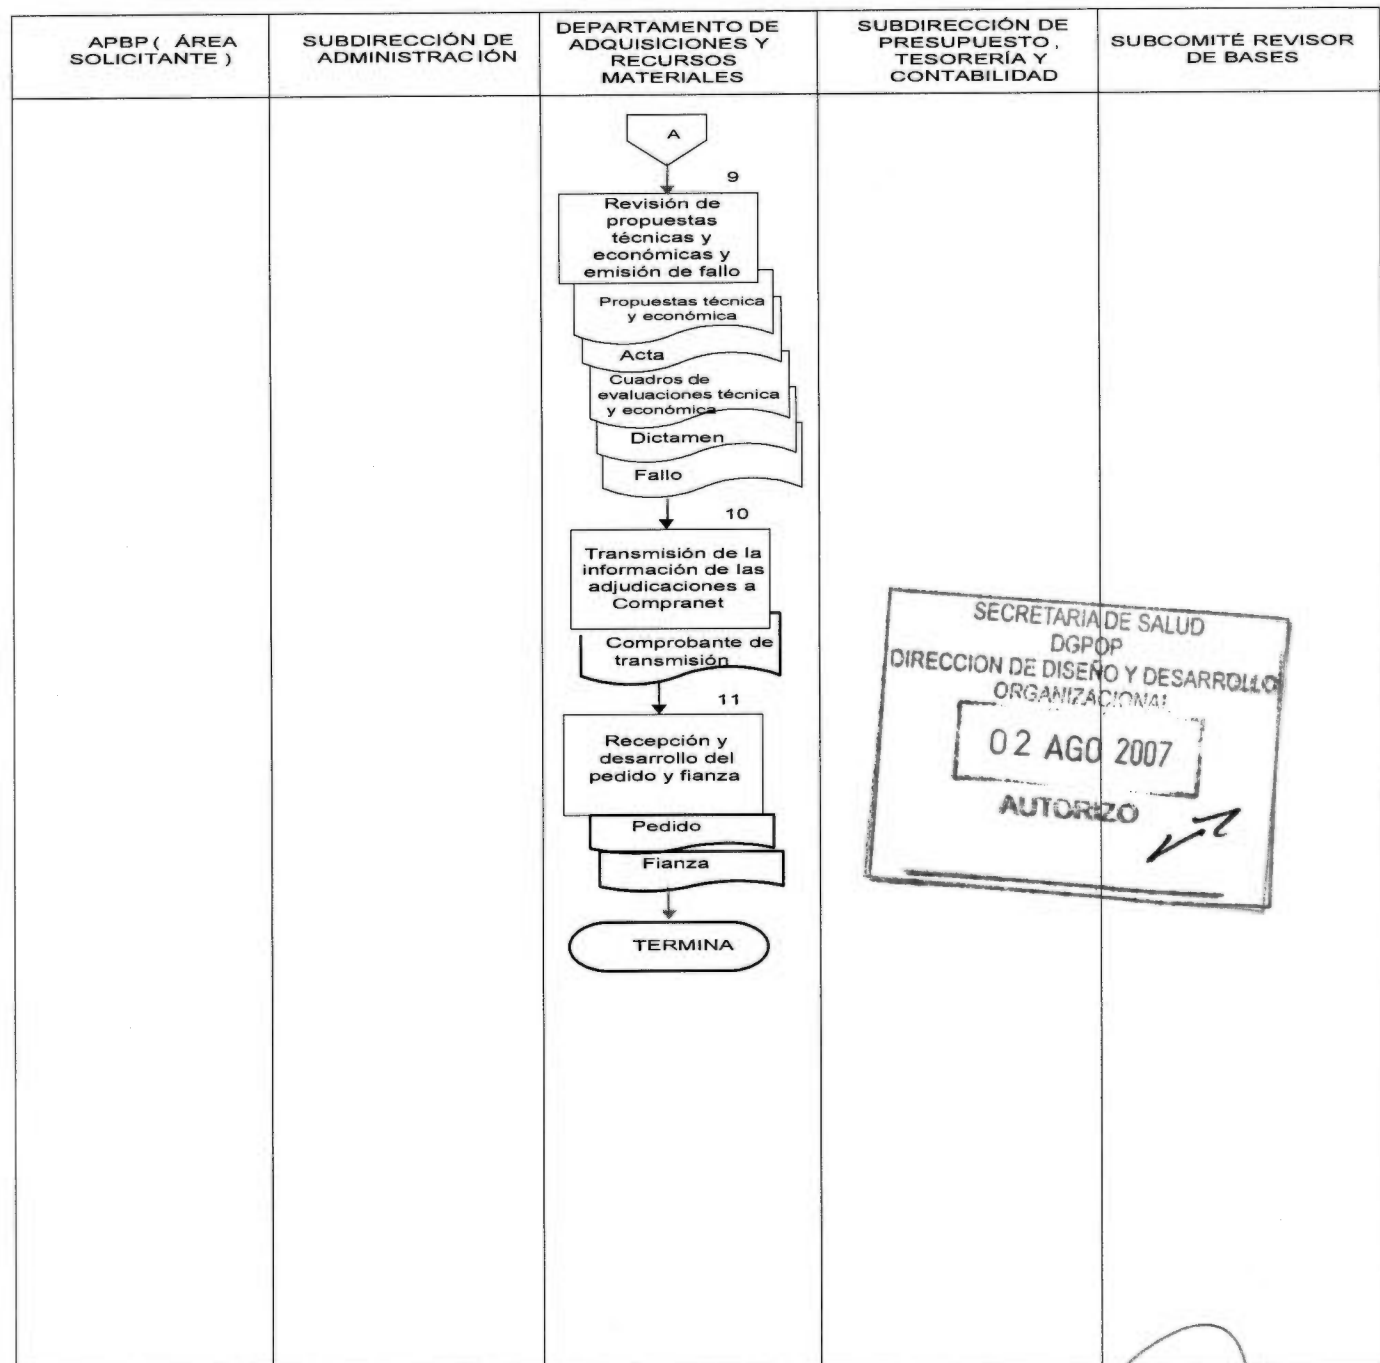 APBP ( ÁREA
SOLICITANTE )
SUBDIRECCIÓN DE
ADMINISTRACIÓN
DEPARTAMENTO DE
ADQUISICIONES Y
RECURSOS
MATERIALES
SUBDIRECCIÓN DE
PRESUPUESTO ,
TESORERÍA Y
CONTABILIDAD
SUBCOMITÉ REVISOR
DE BASES
A
9
Revisión de
propuestas
técnicas y
económicas y
emisión de fallo
Propuestas técnica
y económica
Acta
Cuadros de
evaluaciones técnica
y económica
Dictamen
Fallo
10
Transmisión de la
información de las
adjudicaciones a
Compranet
Comprobante de
transmisión
11
Recepción y
desarrollo del
pedido y fianza
Pedido
Fianza
TERMINA
SECRETARIA DE SALUD
DGPOP
DIRECCION DE DISEÑO Y DESARROLLO
ORGANIZACIONAL
02 AGO 2007
AUTORIZO